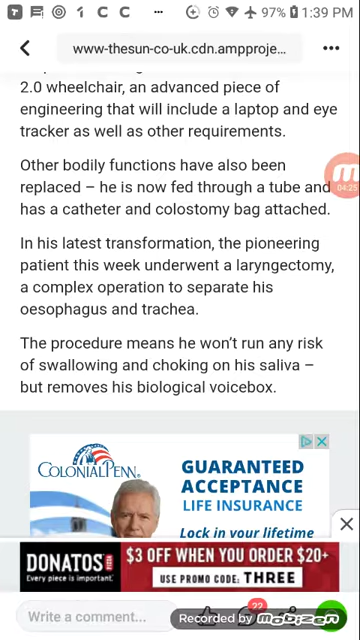 97% 1:39 PM
www-thesun-co-uk.cdn.ampproje...
2.0 wheelchair, an advanced piece of
engineering that will include a laptop and eye
tracker as well as other requirements.
Other bodily functions have also been
replaced – he is now fed through a tube and
has a catheter and colostomy bag attached.
04:25
In his latest transformation, the pioneering
patient this week underwent a laryngectomy,
a complex operation to separate his
oesophagus and trachea.
The procedure means he won't run any risk
of swallowing and choking on his saliva –
but removes his biological voicebox.
COLONIAL PENN
GUARANTEED
ACCEPTANCE
LIFE INSURANCE
Lock in your lifetime
DONATOS PIZZA
Every piece is important.
$3 OFF WHEN YOU ORDER $20+
USE PROMO CODE: THREE
Write a comment...
22
Recorded by mobizen